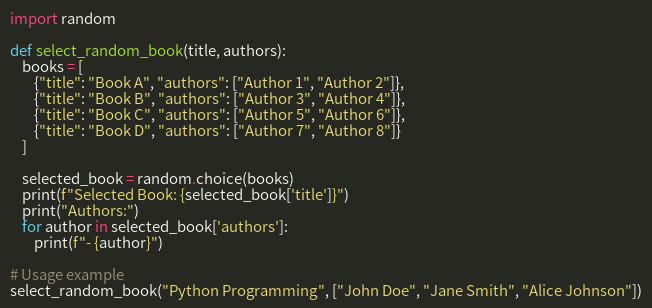 import random

def select_random_book(title, authors):
    books = [
        {"title": "Book A", "authors": ["Author 1", "Author 2"]},
        {"title": "Book B", "authors": ["Author 3", "Author 4"]},
        {"title": "Book C", "authors": ["Author 5", "Author 6"]},
        {"title": "Book D", "authors": ["Author 7", "Author 8"]}
    ]

    selected_book = random.choice(books)
    print(f"Selected Book: {selected_book['title']}")
    print("Authors:")
    for author in selected_book['authors']:
        print(f"- {author}")

# Usage example
select_random_book("Python Programming", ["John Doe", "Jane Smith", "Alice Johnson"])